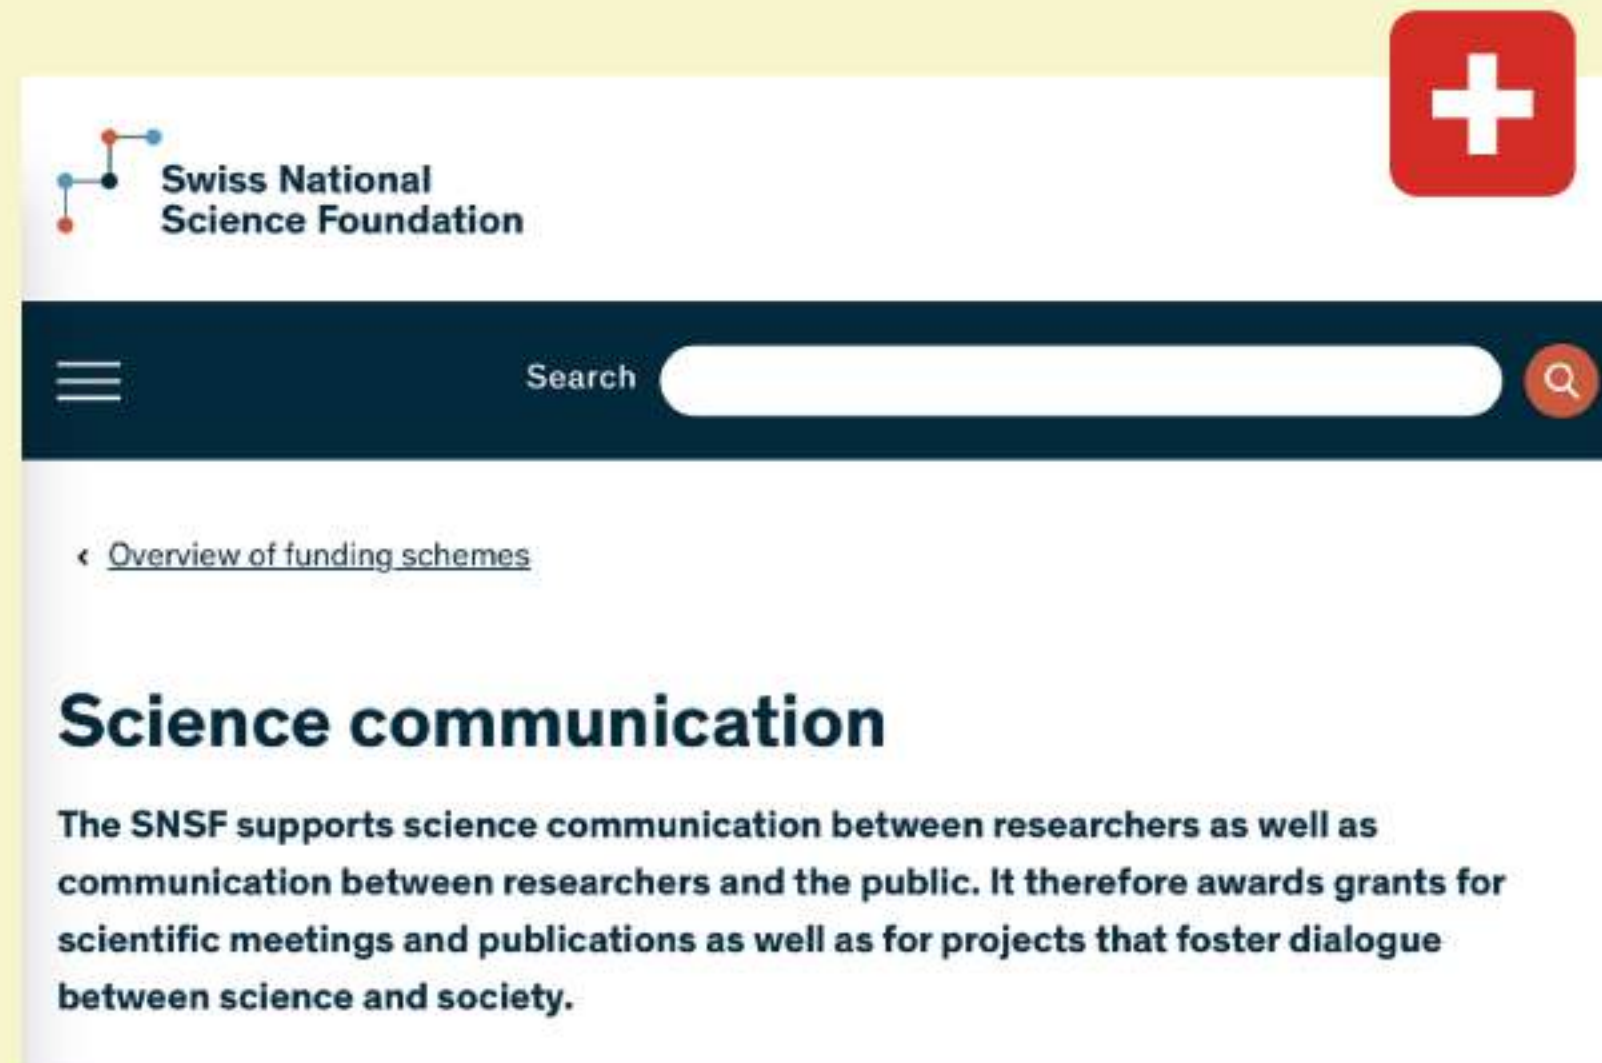 Swiss National
Science Foundation
Search
Overview of funding schemes
Science communication
The SNSF supports science communication between researchers as well as
communication between researchers and the public. It therefore awards grants for
scientific meetings and publications as well as for projects that foster dialogue
between science and society.